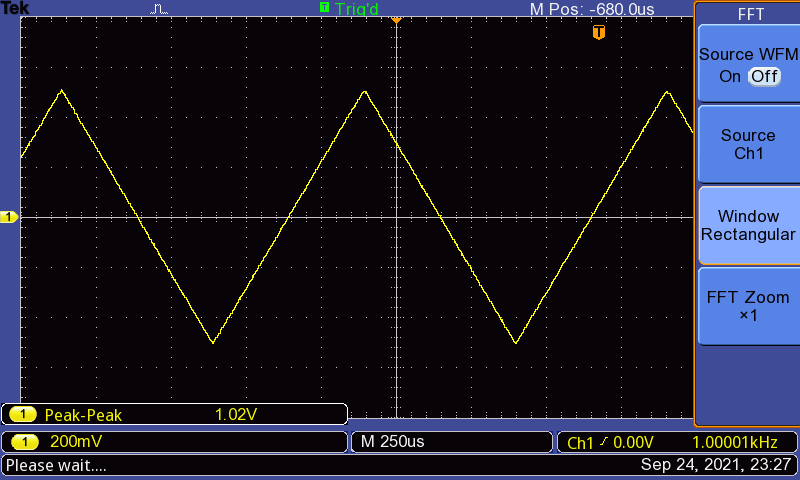 Tek
T Trig'd
M Pos: -680.0us
FFT
T
Source WFM
On Off
Source
Ch1
1
Window
Rectangular
FFT Zoom
×1
1 Peak-Peak 1.02V
1 200mV
M 250us
Ch1 0.00V 1.00001kHz
Please wait....
Sep 24, 2021, 23:27